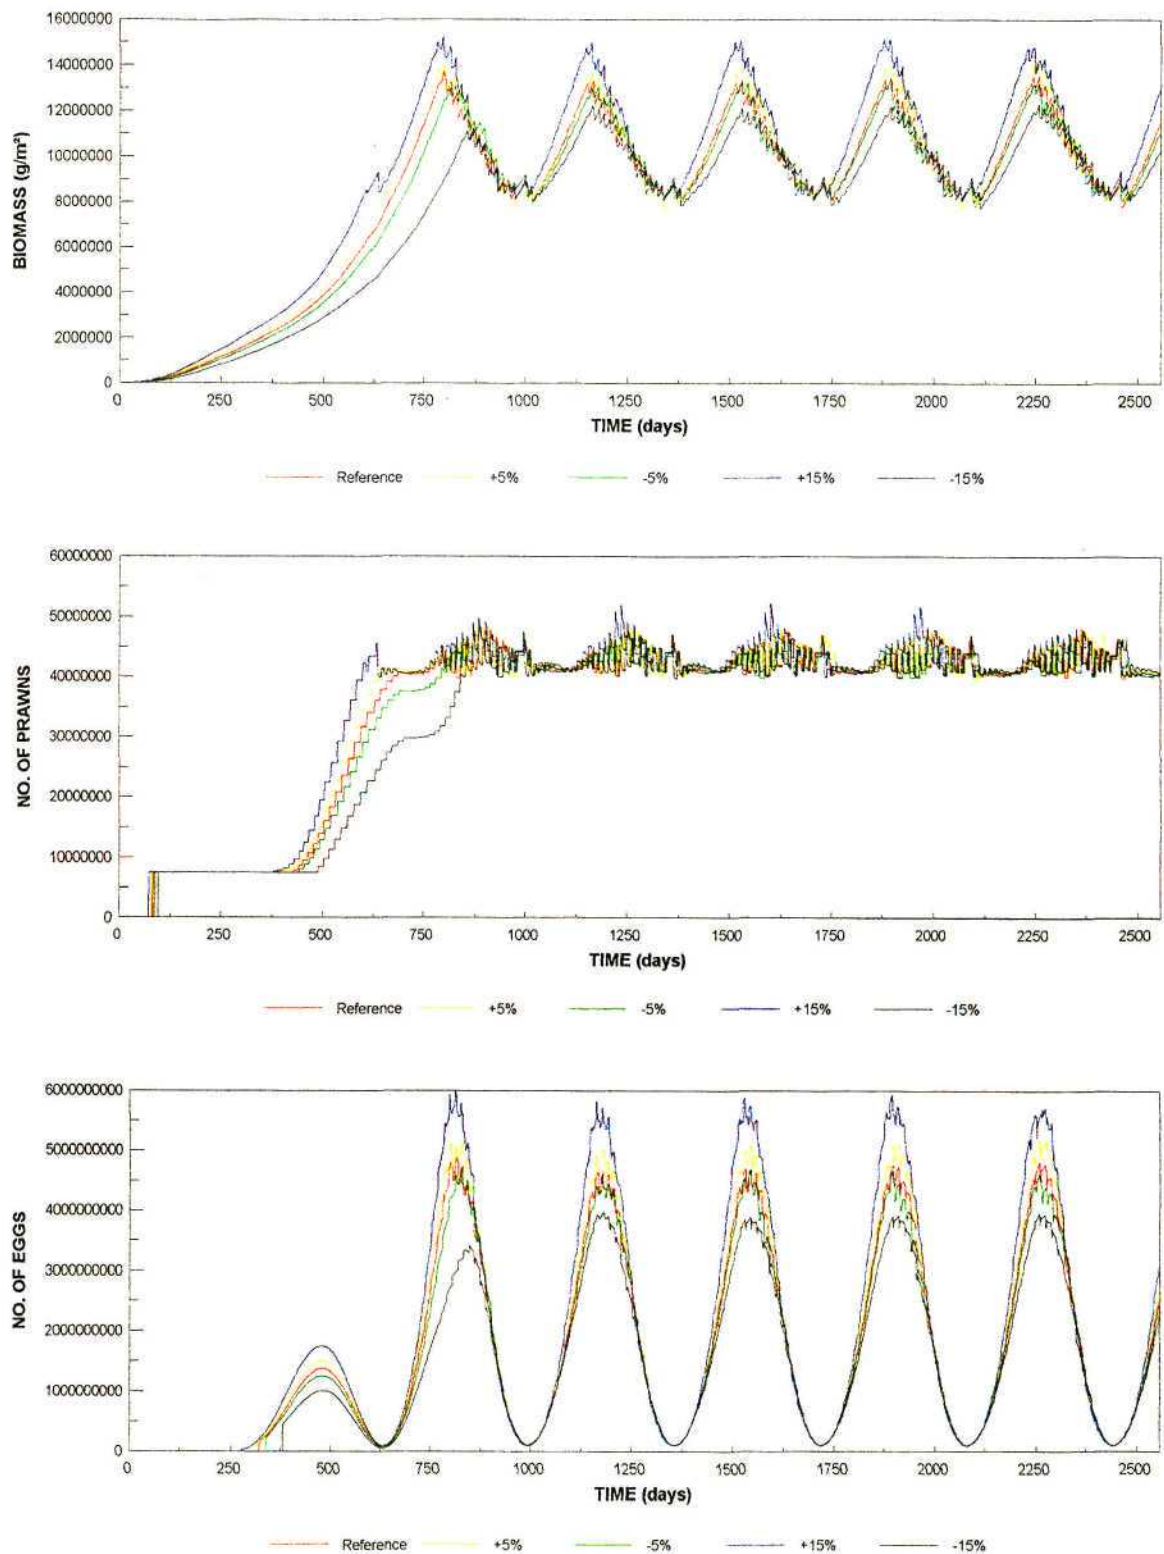 16000000
14000000
12000000
10000000
8000000
6000000
4000000
2000000
0
BIOMASS (g/m²)
0 250 500 750 1000 1250 1500 1750 2000 2250 2500
TIME (days)
Reference +5% -5% +15% -15%
60000000
50000000
40000000
30000000
20000000
10000000
0
NO. OF PRAWNS
0 250 500 750 1000 1250 1500 1750 2000 2250 2500
TIME (days)
Reference +5% -5% +15% -15%
6000000000
5000000000
4000000000
3000000000
2000000000
1000000000
0
NO. OF EGGS
0 250 500 750 1000 1250 1500 1750 2000 2250 2500
TIME (days)
Reference +5% -5% +15% -15%